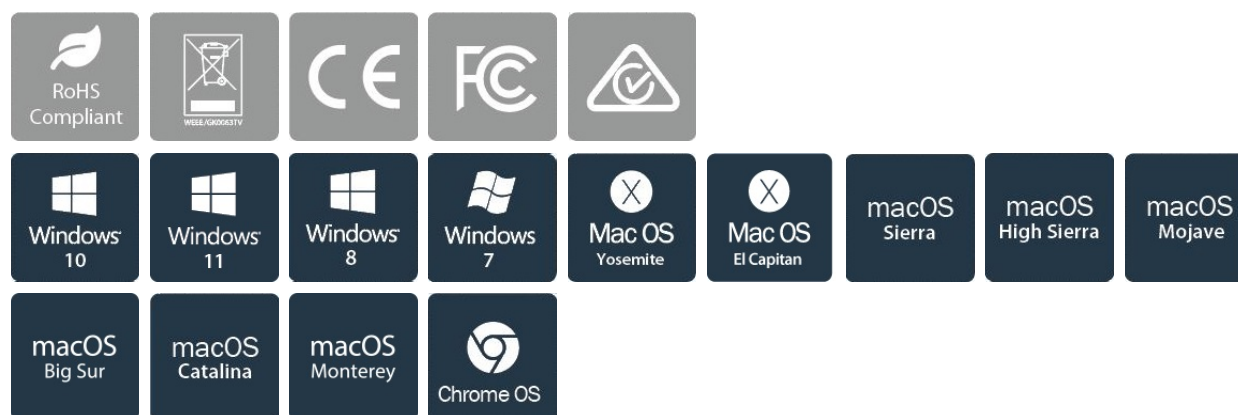 RoHS
Compliant
WEEE/GK0063TV
CE
FC
Windows
10
Windows
11
Windows
8
Windows
7
X
Mac OS
Yosemite
X
Mac OS
El Capitan
macOS
Sierra
macOS
High Sierra
macOS
Mojave
macOS
Big Sur
macOS
Catalina
macOS
Monterey
Chrome OS